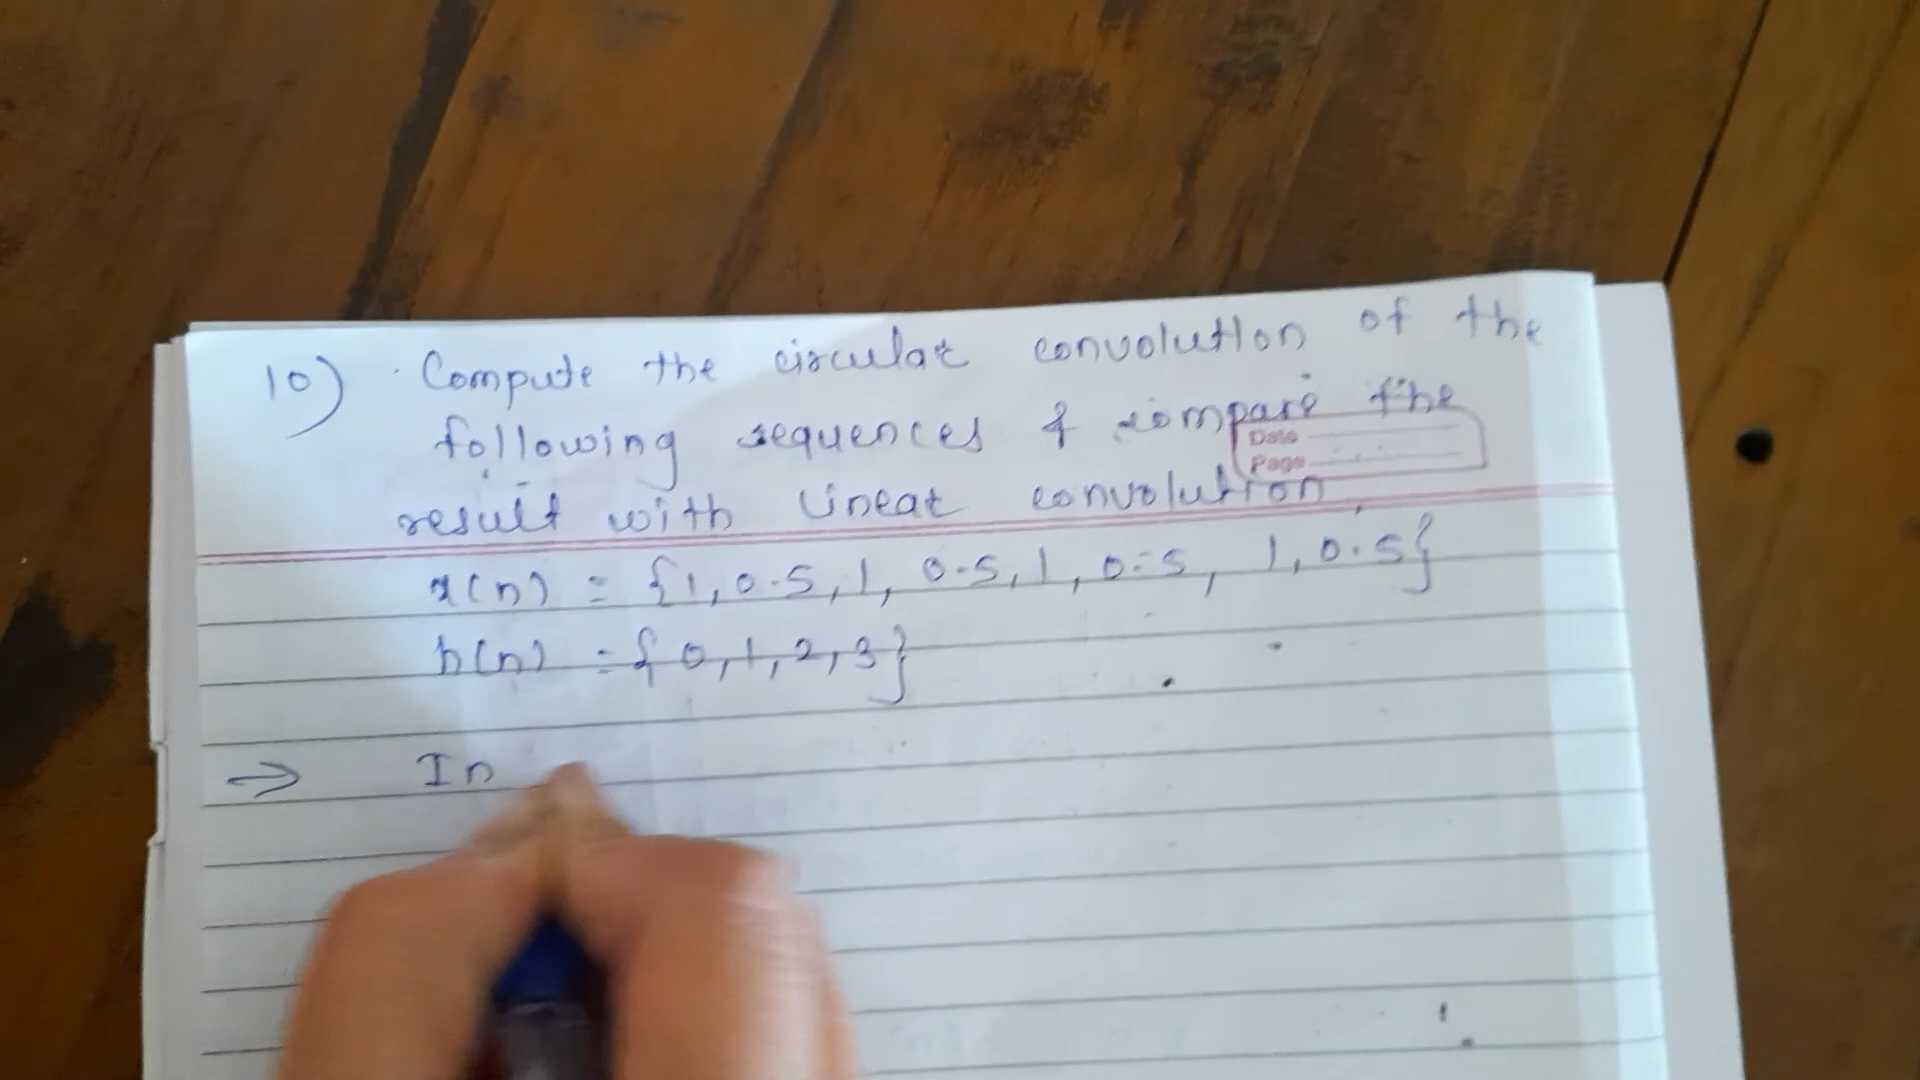 10) Compute the circular convolution of the
following sequences & compare the
Date
Page
result with linear convolution
x(n) = {1, 0.5, 1, 0.5, 1, 0.5, 1, 0.5}
h(n) = {0, 1, 2, 3}
⇒ In